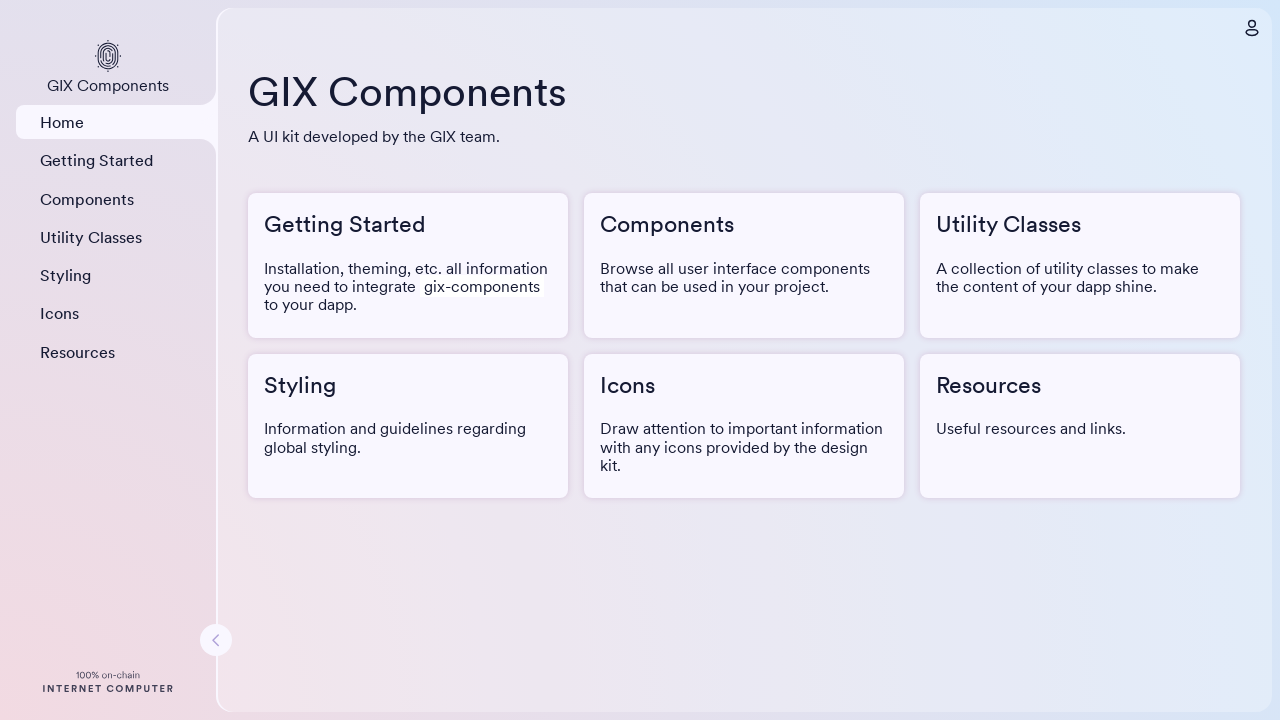 GIX Components
Home
Getting Started
Components
Utility Classes
Styling
Icons
Resources
100% on-chain
INTERNET COMPUTER
GIX Components
A UI kit developed by the GIX team.
Getting Started
Installation, theming, etc. all information
you need to integrate gix-components
to your dapp.
Components
Browse all user interface components
that can be used in your project.
Utility Classes
A collection of utility classes to make
the content of your dapp shine.
Styling
Information and guidelines regarding
global styling.
Icons
Draw attention to important information
with any icons provided by the design
kit.
Resources
Useful resources and links.